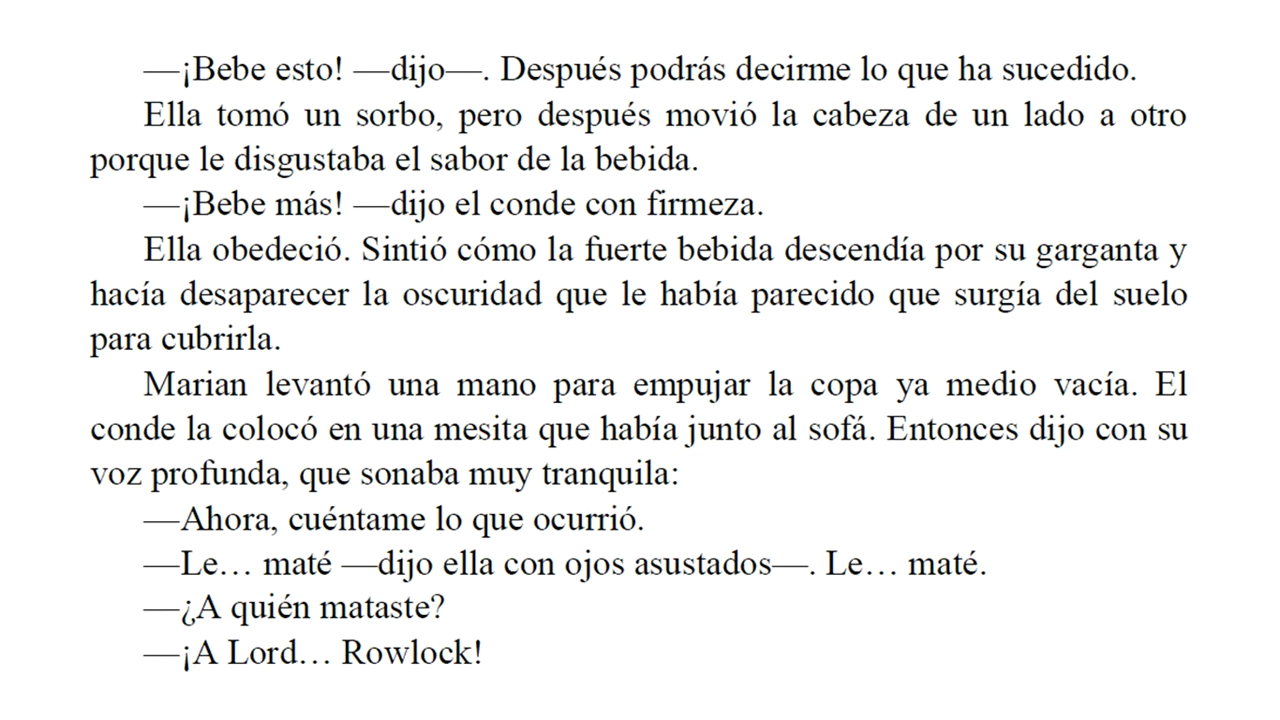 —¡Bebe esto! —dijo—. Después podrás decirme lo que ha sucedido.
Ella tomó un sorbo, pero después movió la cabeza de un lado a otro
porque le disgustaba el sabor de la bebida.
—¡Bebe más! —dijo el conde con firmeza.
Ella obedeció. Sintió cómo la fuerte bebida descendía por su garganta y
hacía desaparecer la oscuridad que le había parecido que surgía del suelo
para cubrirla.
Marian levantó una mano para empujar la copa ya medio vacía. El
conde la colocó en una mesita que había junto al sofá. Entonces dijo con su
voz profunda, que sonaba muy tranquila:
—Ahora, cuéntame lo que ocurrió.
—Le… maté —dijo ella con ojos asustados—. Le… maté.
—¿A quién mataste?
—¡A Lord… Rowlock!